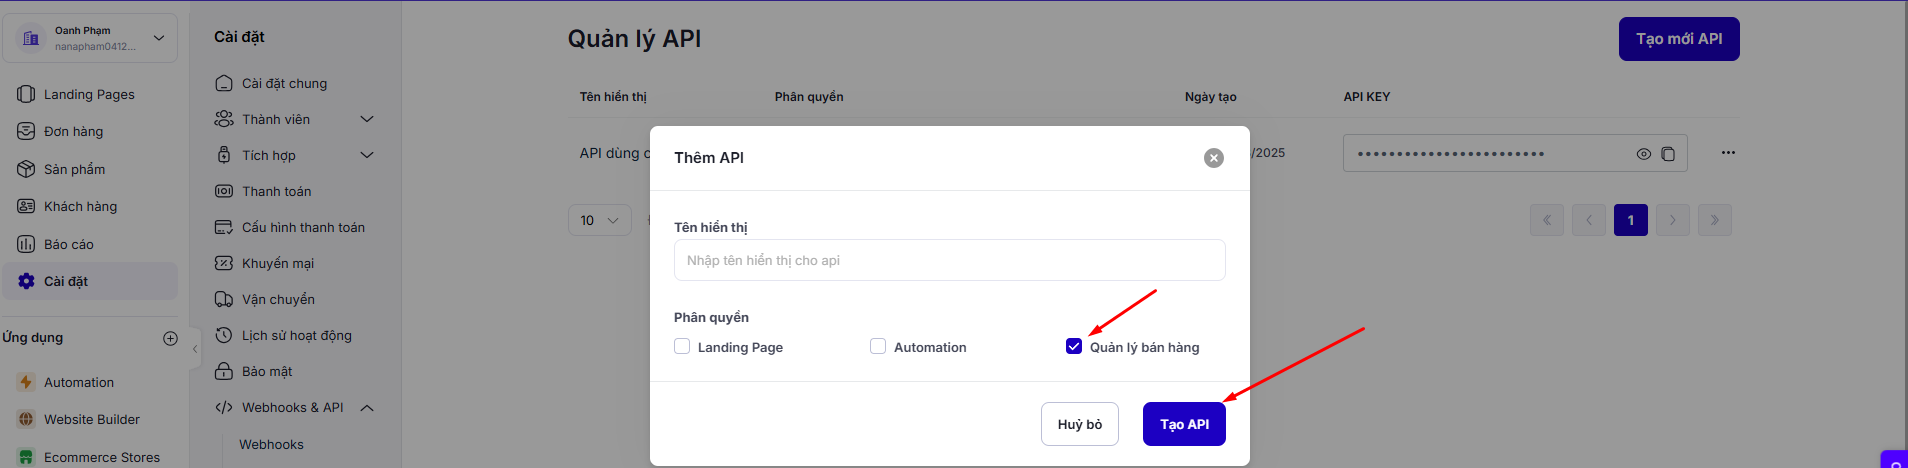 Oanh Phạm
nanapham0412...
Landing Pages
Đơn hàng
Sản phẩm
Khách hàng
Báo cáo
Cài đặt
Ứng dụng
Automation
Website Builder
Ecommerce Stores
Cài đặt
Cài đặt chung
Thành viên
Tích hợp
Thanh toán
Cấu hình thanh toán
Khuyến mại
Vận chuyển
Lịch sử hoạt động
Bảo mật
Webhooks & API
Webhooks
Quản lý API
Tạo mới API
Tên hiển thị Phân quyền Ngày tạo API KEY
API dùng /2025
10
1
Thêm API
Tên hiển thị
Nhập tên hiển thị cho api
Phân quyền
Landing Page Automation Quản lý bán hàng
Huỷ bỏ Tạo API